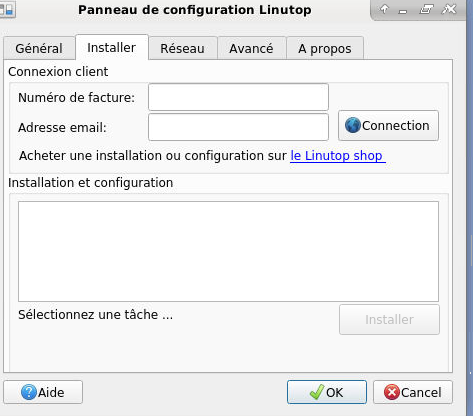 Panneau de configuration Linutop
Général Installer Réseau Avancé A propos
Connexion client
Numéro de facture:
Adresse email:
Connection
Acheter une installation ou configuration sur le Linutop shop
Installation et configuration
Sélectionnez une tâche ...
Installer
Aide OK Cancel